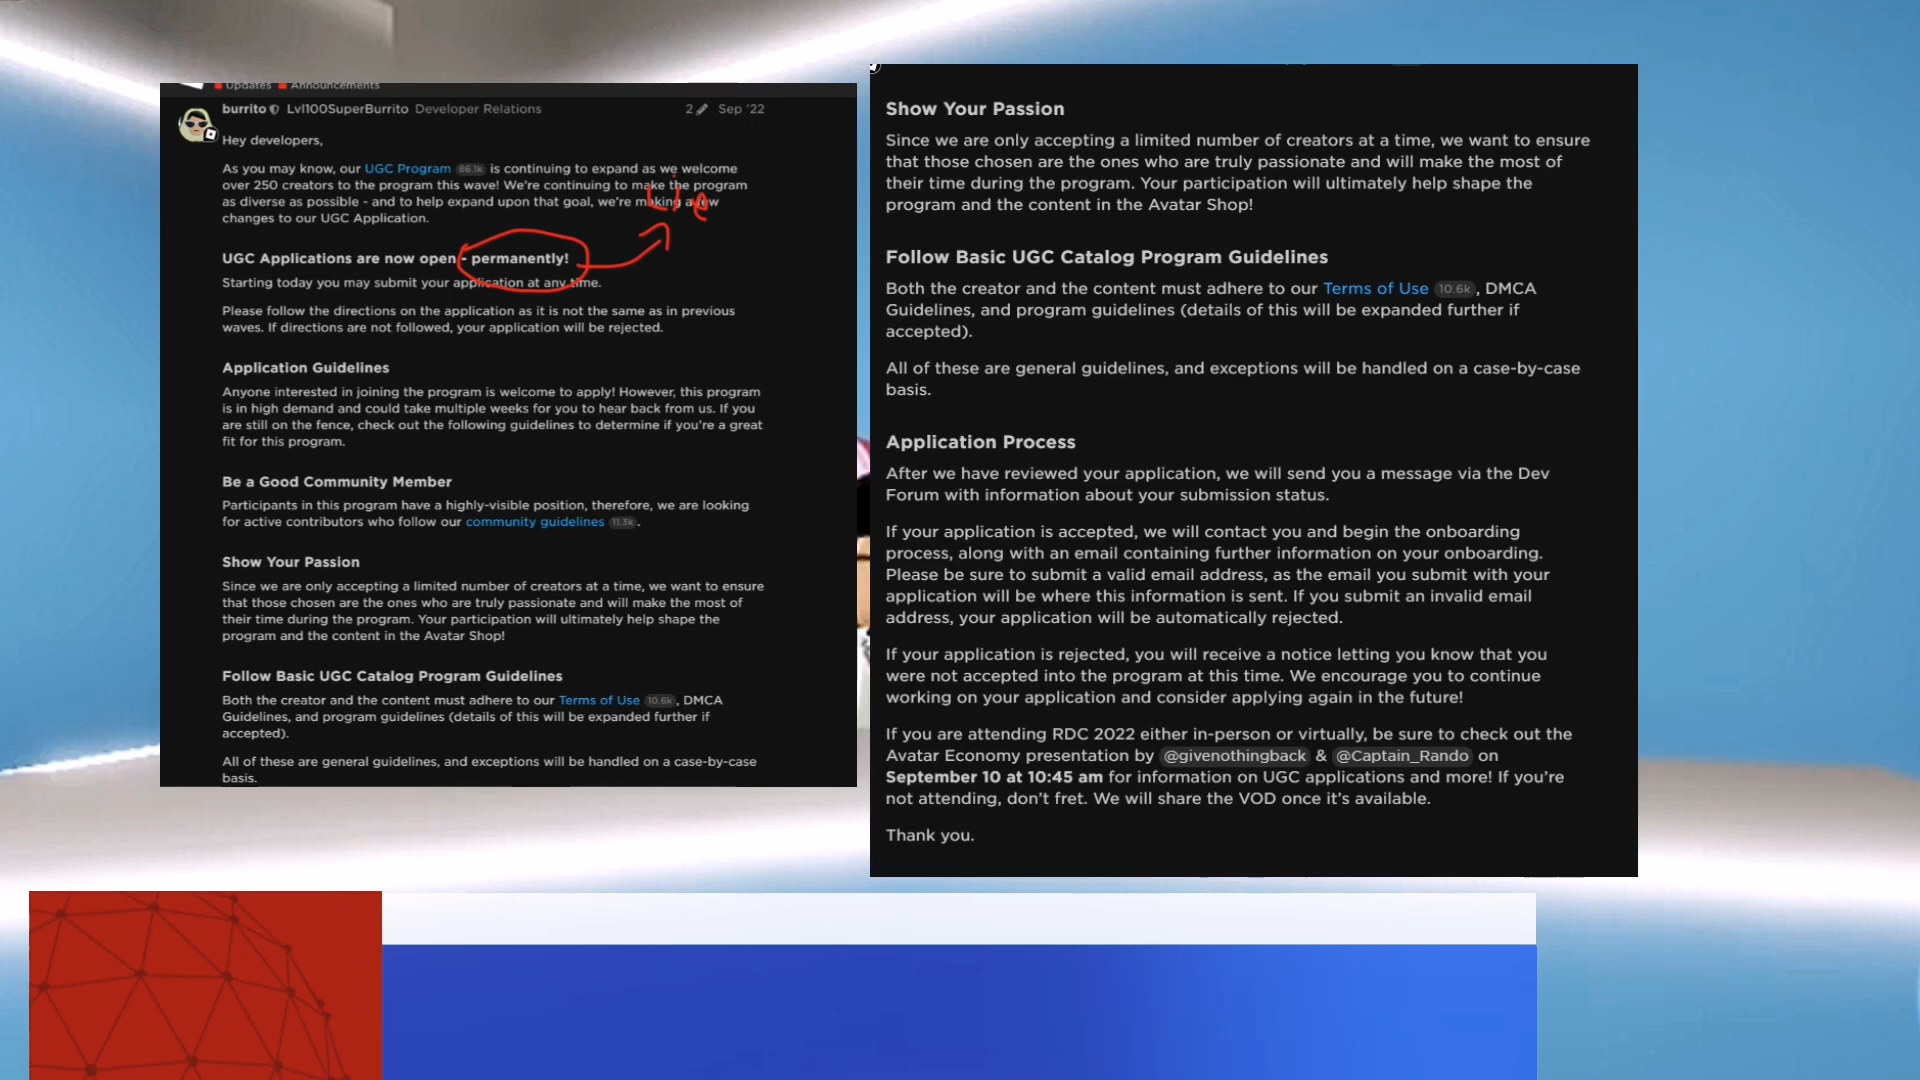 Updates Announcements
burrito Lvl100SuperBurrito Developer Relations 2 Sep '22
Hey developers,
As you may know, our UGC Program 86.1k is continuing to expand as we welcome
over 250 creators to the program this wave! We're continuing to make the program
as diverse as possible - and to help expand upon that goal, we're making a few
changes to our UGC Application.
Lie
UGC Applications are now open - permanently!
Starting today you may submit your application at any time.
Please follow the directions on the application as it is not the same as in previous
waves. If directions are not followed, your application will be rejected.
Application Guidelines
Anyone interested in joining the program is welcome to apply! However, this program
is in high demand and could take multiple weeks for you to hear back from us. If you
are still on the fence, check out the following guidelines to determine if you're a great
fit for this program.
Be a Good Community Member
Participants in this program have a highly-visible position, therefore, we are looking
for active contributors who follow our community guidelines 11.3k.
Show Your Passion
Since we are only accepting a limited number of creators at a time, we want to ensure
that those chosen are the ones who are truly passionate and will make the most of
their time during the program. Your participation will ultimately help shape the
program and the content in the Avatar Shop!
Follow Basic UGC Catalog Program Guidelines
Both the creator and the content must adhere to our Terms of Use 10.6k, DMCA
Guidelines, and program guidelines (details of this will be expanded further if
accepted).
All of these are general guidelines, and exceptions will be handled on a case-by-case
basis.
Show Your Passion
Since we are only accepting a limited number of creators at a time, we want to ensure
that those chosen are the ones who are truly passionate and will make the most of
their time during the program. Your participation will ultimately help shape the
program and the content in the Avatar Shop!
Follow Basic UGC Catalog Program Guidelines
Both the creator and the content must adhere to our Terms of Use 10.6k, DMCA
Guidelines, and program guidelines (details of this will be expanded further if
accepted).
All of these are general guidelines, and exceptions will be handled on a case-by-case
basis.
Application Process
After we have reviewed your application, we will send you a message via the Dev
Forum with information about your submission status.
If your application is accepted, we will contact you and begin the onboarding
process, along with an email containing further information on your onboarding.
Please be sure to submit a valid email address, as the email you submit with your
application will be where this information is sent. If you submit an invalid email
address, your application will be automatically rejected.
If your application is rejected, you will receive a notice letting you know that you
were not accepted into the program at this time. We encourage you to continue
working on your application and consider applying again in the future!
If you are attending RDC 2022 either in-person or virtually, be sure to check out the
Avatar Economy presentation by @givenothingback & @Captain_Rando on
September 10 at 10:45 am for information on UGC applications and more! If you're
not attending, don't fret. We will share the VOD once it's available.
Thank you.